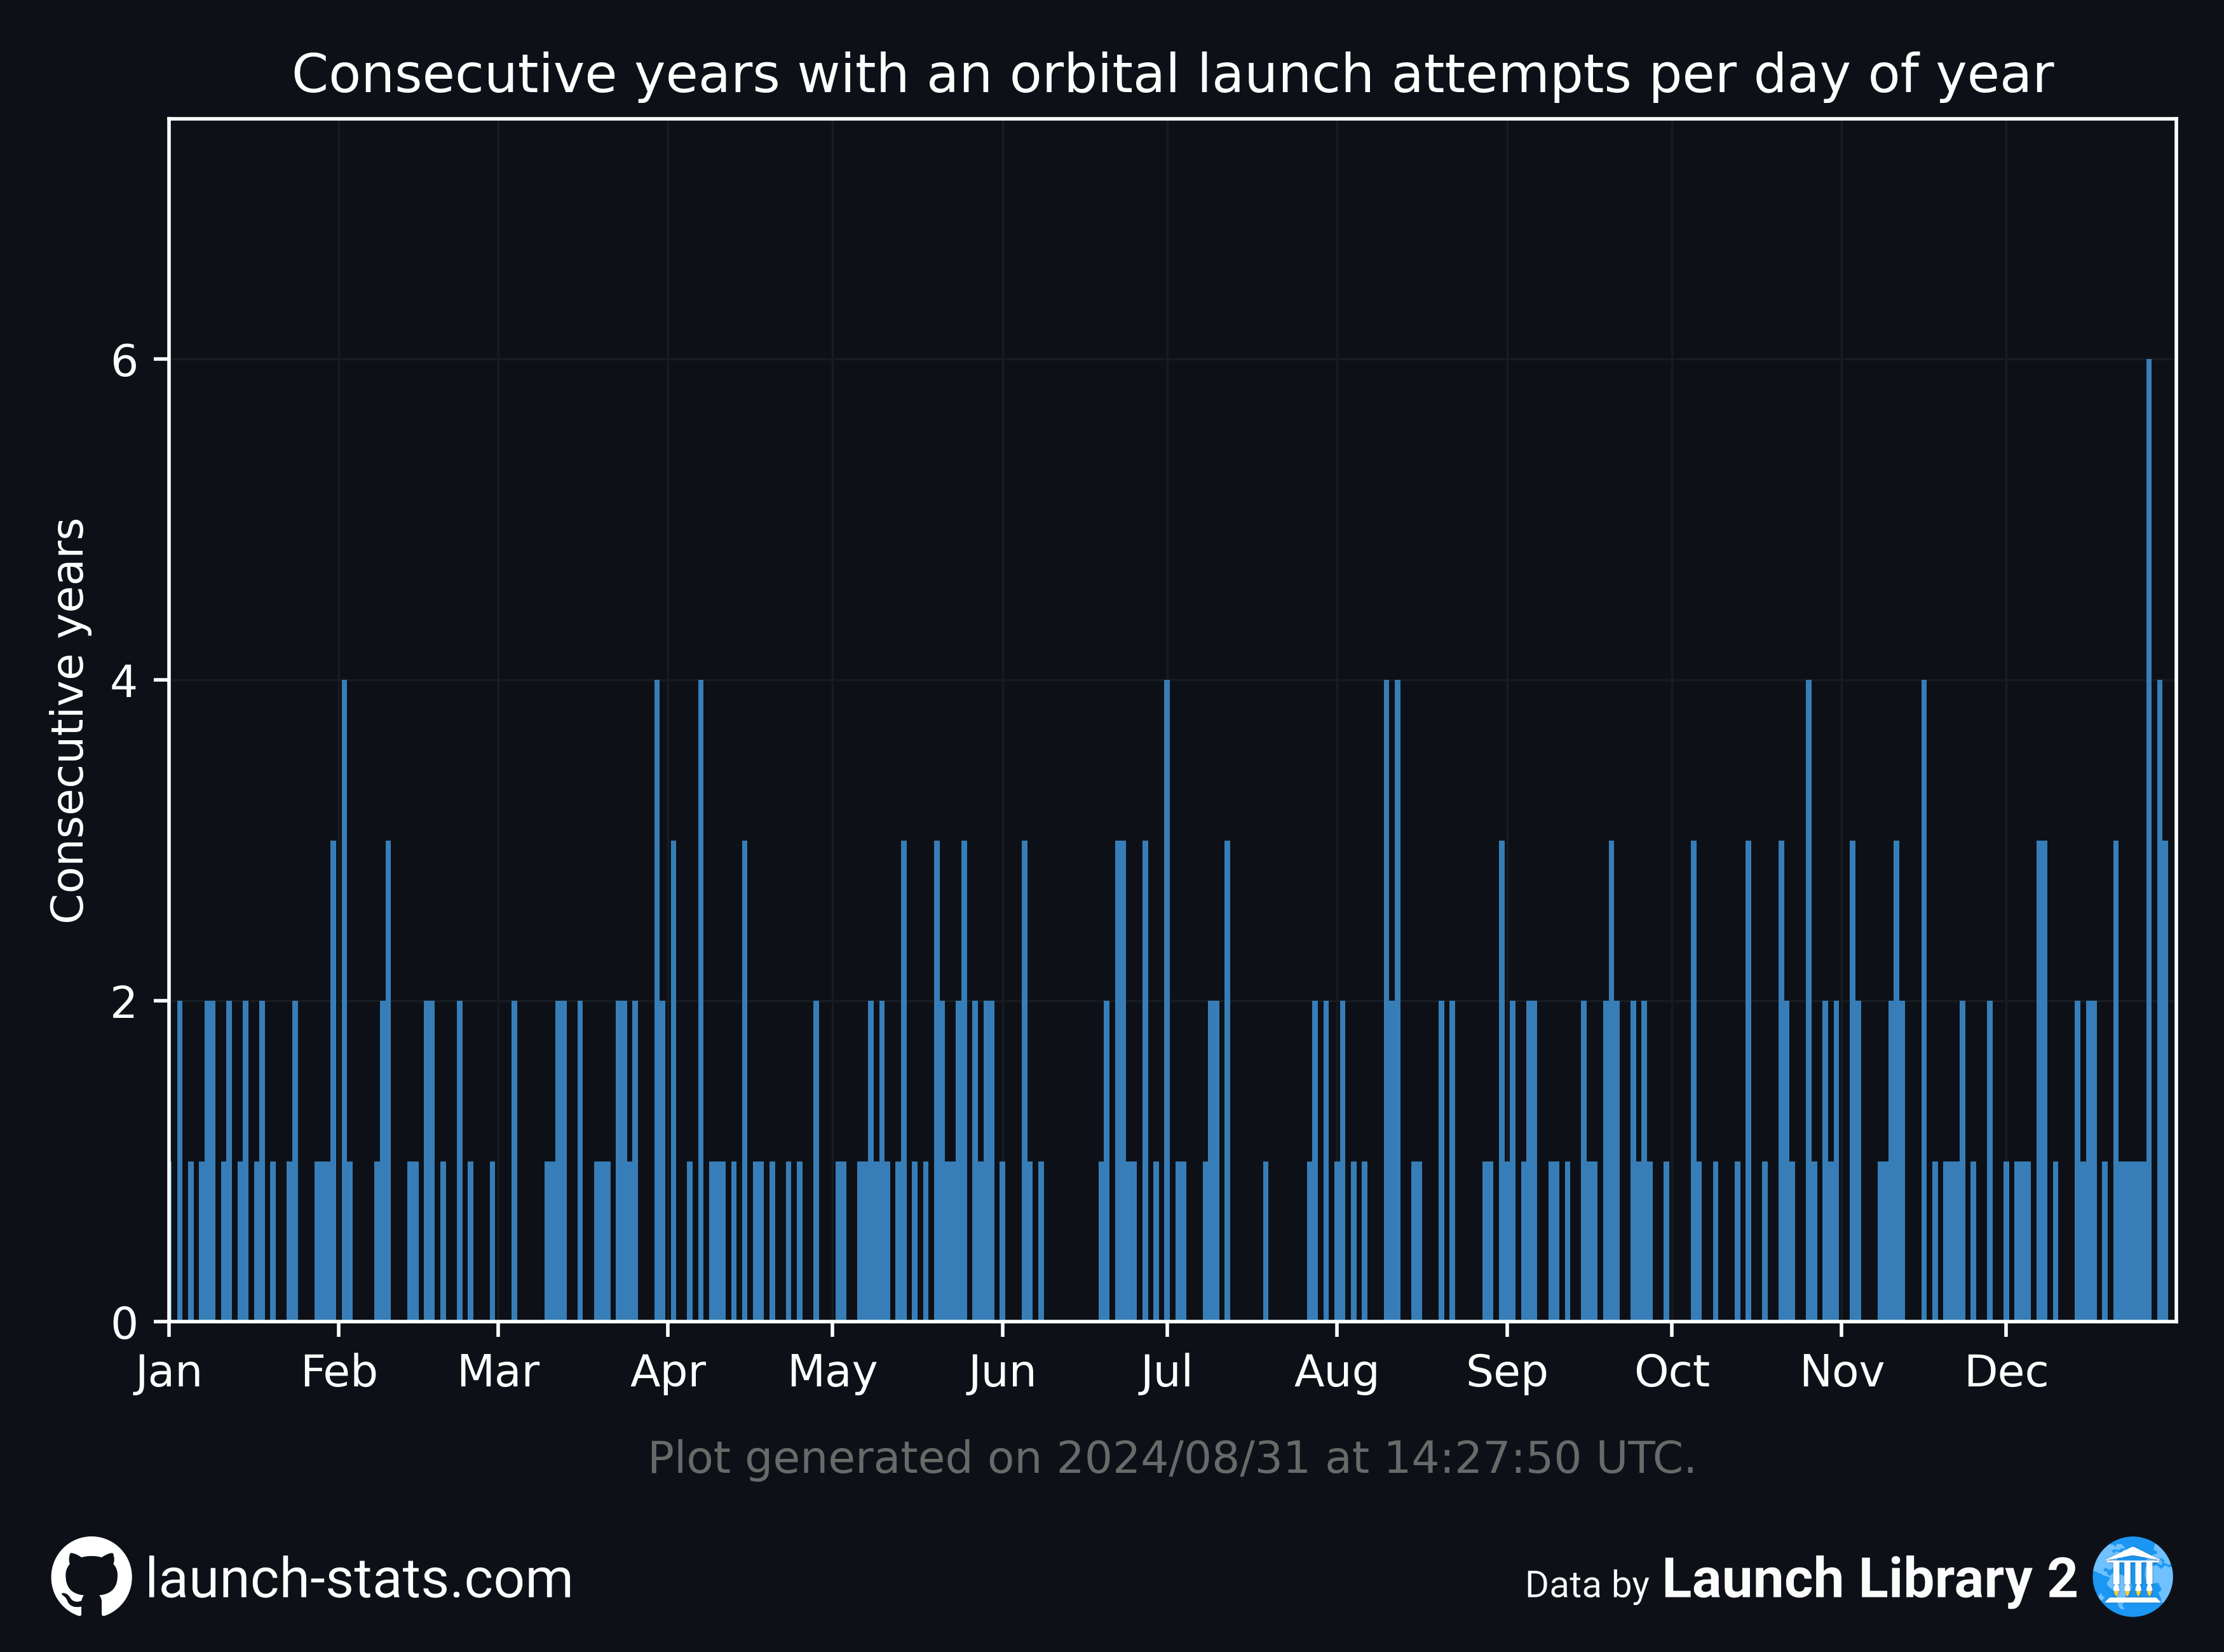 Consecutive years with an orbital launch attempts per day of year
Consecutive years
6
4
2
0
Jan Feb Mar Apr May Jun Jul Aug Sep Oct Nov Dec
Plot generated on 2024/08/31 at 14:27:50 UTC.
launch-stats.com
Data by Launch Library 2